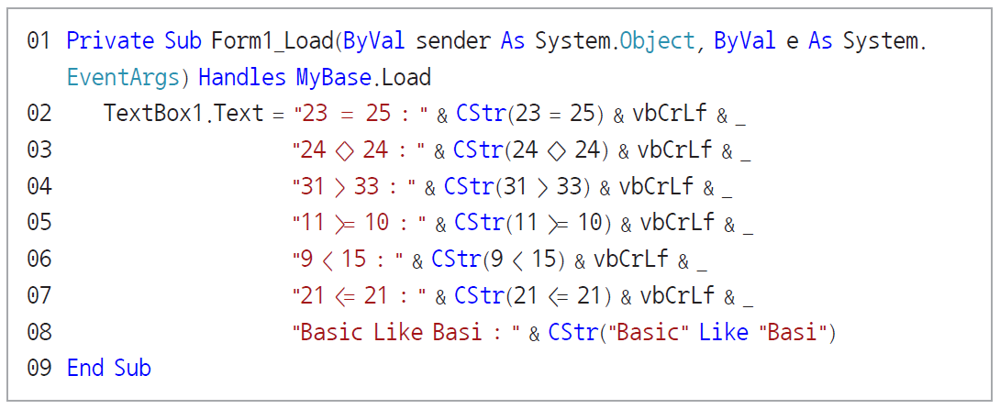 01 Private Sub Form1_Load(ByVal sender As System.Object, ByVal e As System.
EventArgs) Handles MyBase.Load
02 TextBox1.Text = "23 = 25 : " & CStr(23 = 25) & vbCrLf & _
03 "24 <> 24 : " & CStr(24 <> 24) & vbCrLf & _
04 "31 > 33 : " & CStr(31 > 33) & vbCrLf & _
05 "11 >= 10 : " & CStr(11 >= 10) & vbCrLf & _
06 "9 < 15 : " & CStr(9 < 15) & vbCrLf & _
07 "21 <= 21 : " & CStr(21 <= 21) & vbCrLf & _
08 "Basic Like Basi : " & CStr("Basic" Like "Basi")
09 End Sub